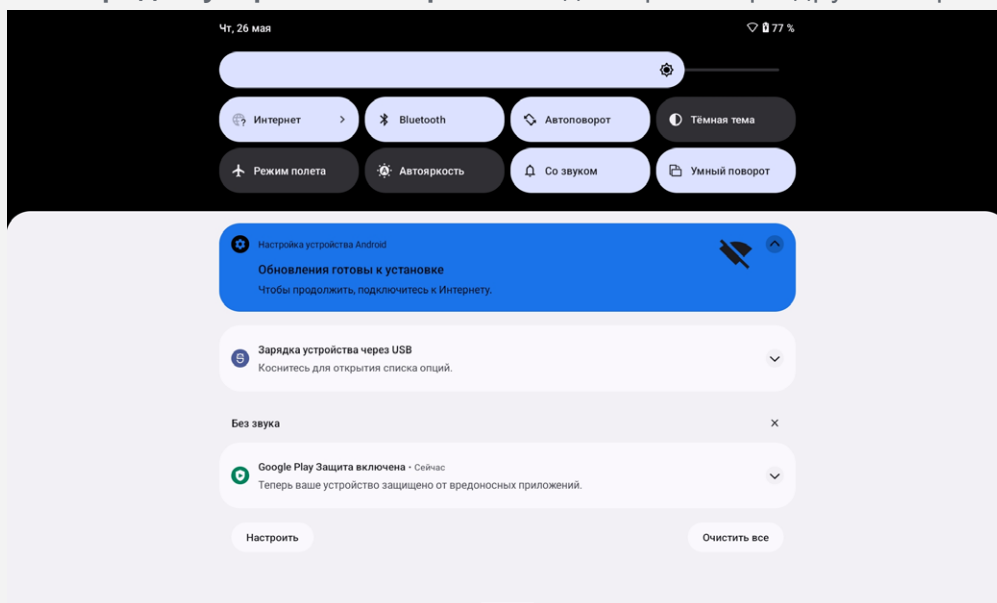 Чт, 26 мая
77 %
Интернет
Bluetooth
Автоповорот
Тёмная тема
Режим полета
Автояркость
Со звуком
Умный поворот
Настройка устройства Android
Обновления готовы к установке
Чтобы продолжить, подключитесь к Интернету.
Зарядка устройства через USB
Коснитесь для открытия списка опций.
Без звука
Google Play Защита включена • Сейчас
Теперь ваше устройство защищено от вредоносных приложений.
Настроить
Очистить все